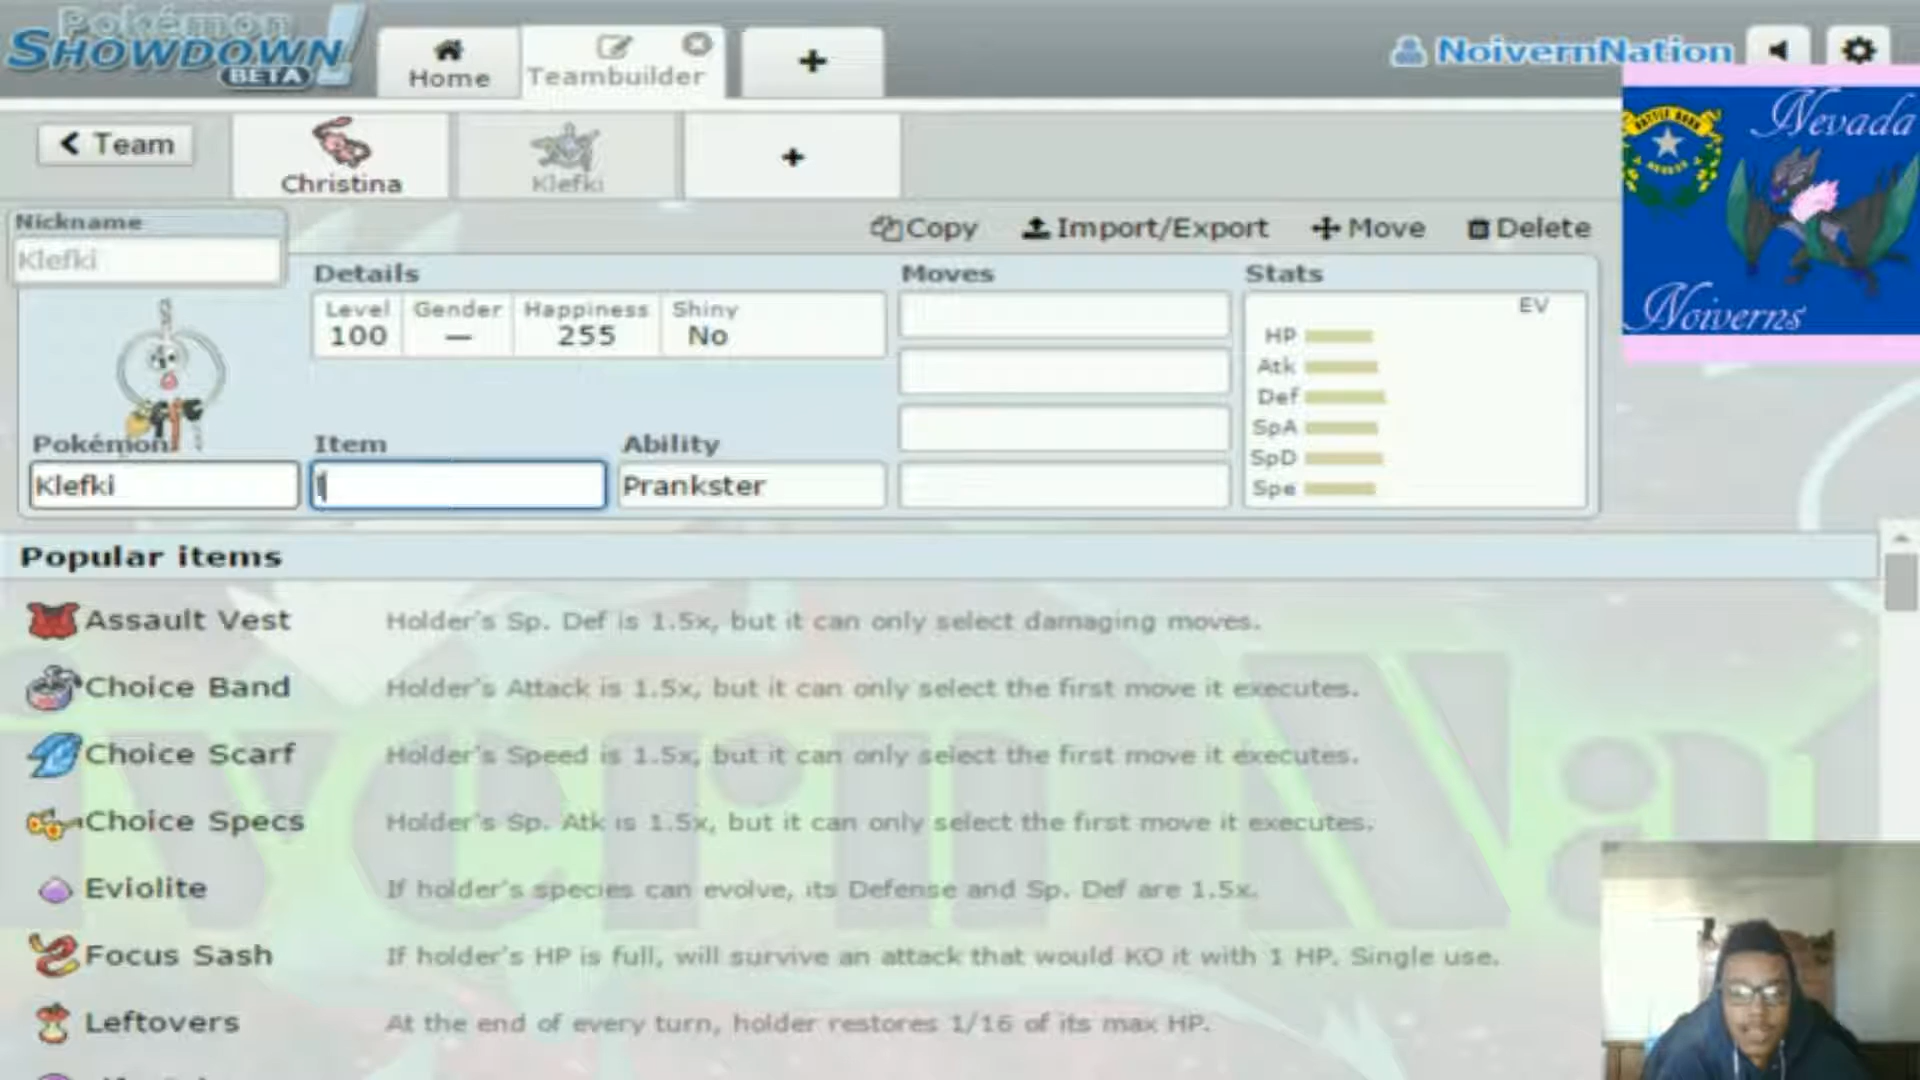 Pokémon
SHOWDOWN!
BETA
Home
Teambuilder
NoivernNation
Team
Christina
Klefki
Nickname
Klefki
Copy
Import/Export
Move
Delete
Details
Level
Gender
Happiness
Shiny
100
—
255
No
Moves
Stats
EV
HP
Atk
Def
SpA
SpD
Spe
Pokémon
Item
Ability
Klefki
Prankster
Nevada
BATTLE BORN
NEVADA
Noiverns
Popular items
Assault Vest Holder's Sp. Def is 1.5x, but it can only select damaging moves.
Choice Band Holder's Attack is 1.5x, but it can only select the first move it executes.
Choice Scarf Holder's Speed is 1.5x, but it can only select the first move it executes.
Choice Specs Holder's Sp. Atk is 1.5x, but it can only select the first move it executes.
Eviolite If holder's species can evolve, its Defense and Sp. Def are 1.5x.
Focus Sash If holder's HP is full, will survive an attack that would KO it with 1 HP. Single use.
Leftovers At the end of every turn, holder restores 1/16 of its max HP.